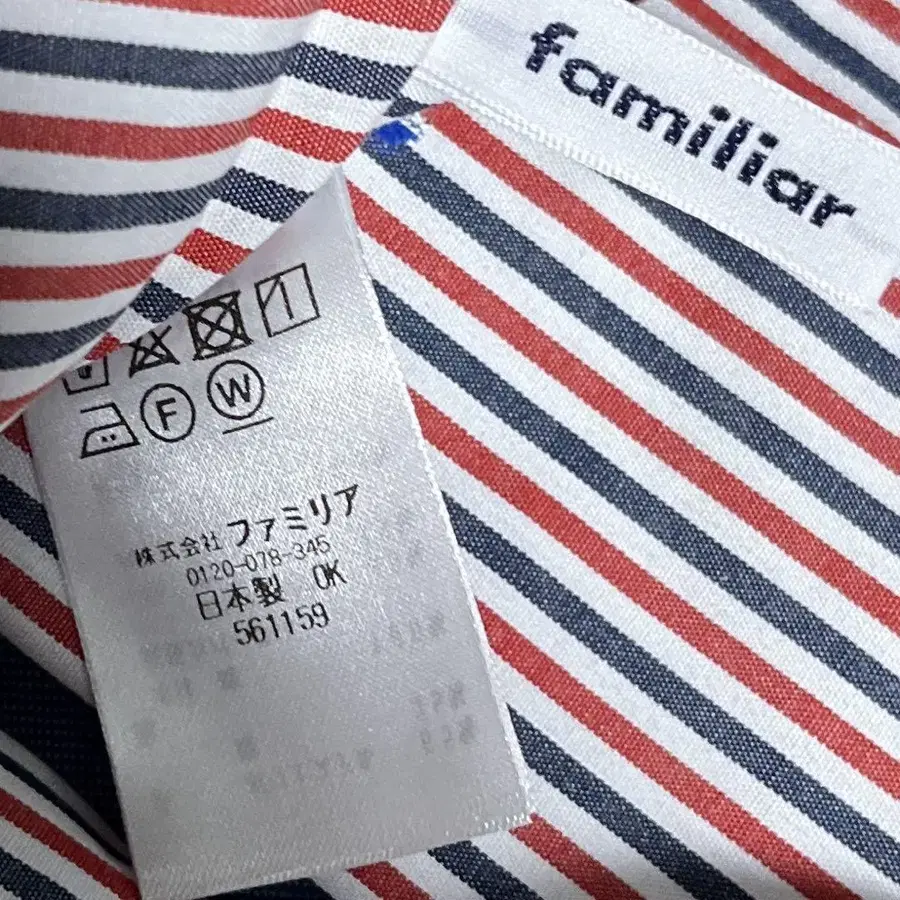 familiar
F W
株式会社 ファミリア
0120-078-345
日本製 OK
561159